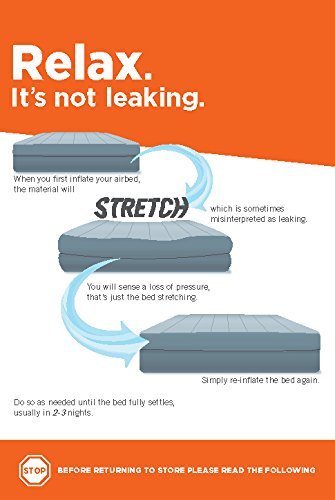 Relax.
It's not leaking.
When you first inflate your airbed,
the material will
STRETCH
which is sometimes
misinterpreted as leaking.
You will sense a loss of pressure,
that's just the bed stretching.
Simply re-inflate the bed again.
Do so as needed until the bed fully settles,
usually in 2-3 nights.
STOP
BEFORE RETURNING TO STORE PLEASE READ THE FOLLOWING